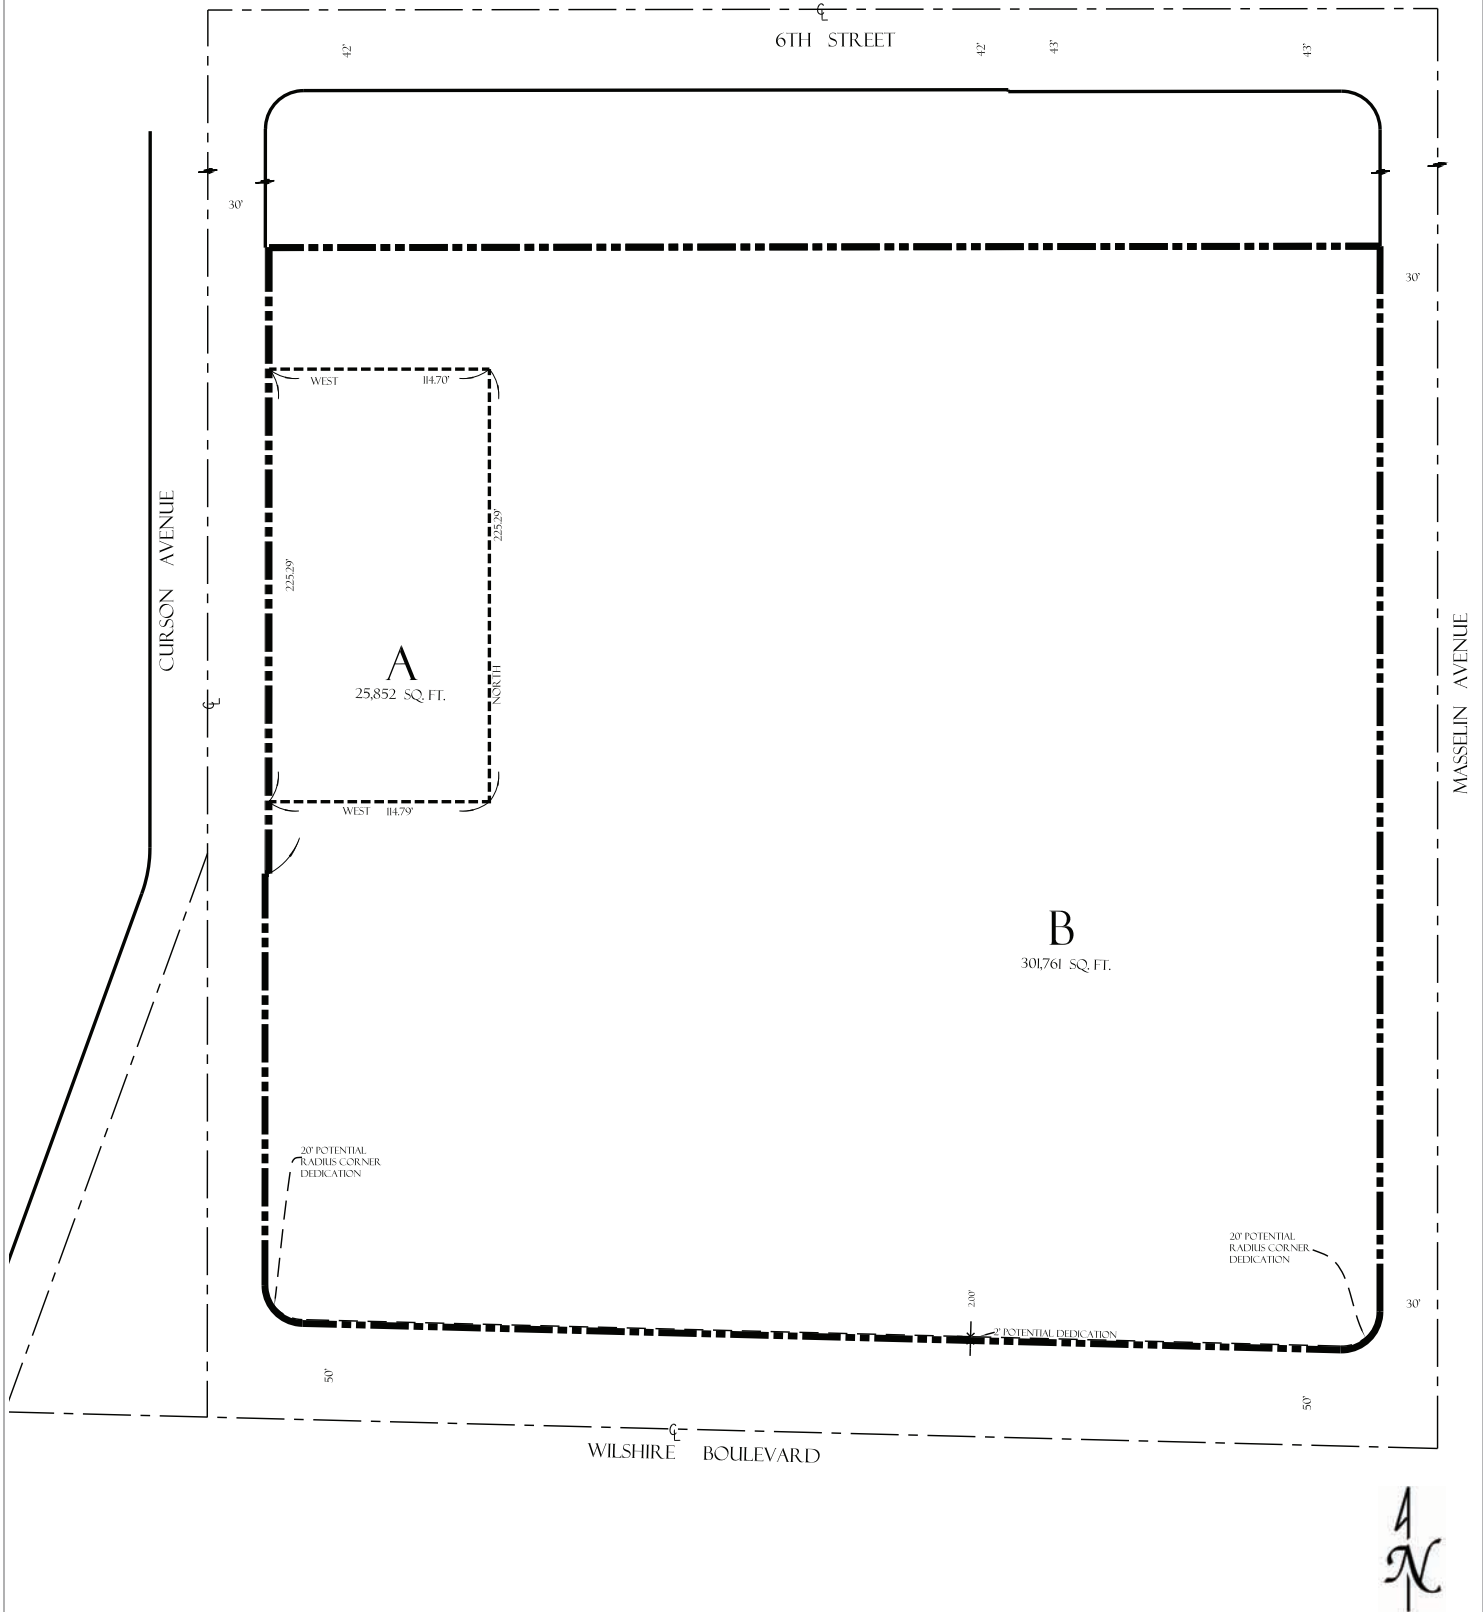 6TH STREET
42'
42'
43'
43'
30'
30'
WEST 114.70'
225.29'
225.29'
CURSON AVENUE
MASSELIN AVENUE
A
25,852 SQ. FT.
NORTH
WEST 114.79'
B
301,761 SQ. FT.
20' POTENTIAL
RADIUS CORNER
DEDICATION
20' POTENTIAL
RADIUS CORNER
DEDICATION
2.00'
30'
2' POTENTIAL DEDICATION
50'
50'
WILSHIRE BOULEVARD
N